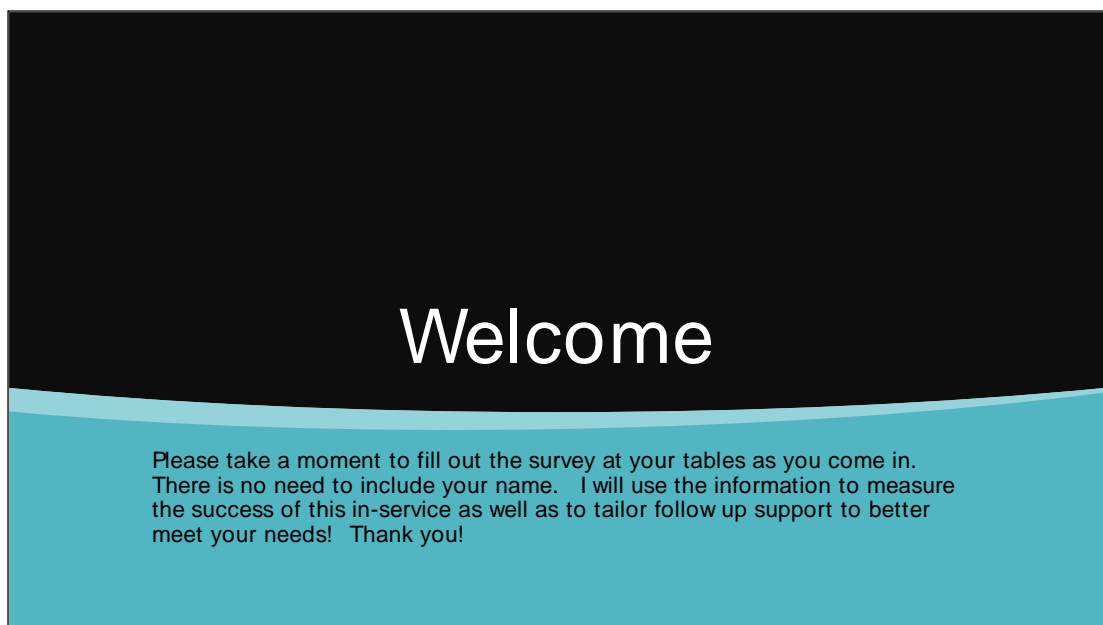 Welcome
Please take a moment to fill out the survey at your tables as you come in.
There is no need to include your name.   I will use the information to measure
the success of this in-service as well as to tailor follow up support to better
meet your needs!   Thank you!